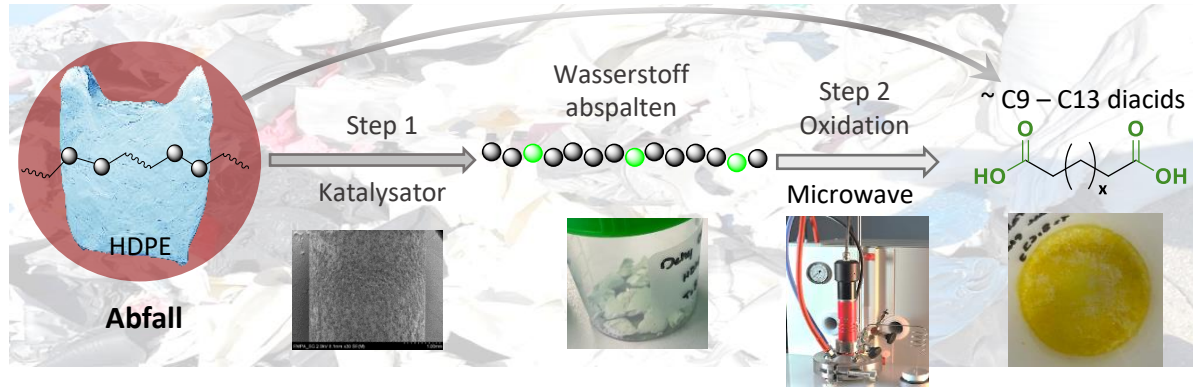 Wasserstoff
abspalten
Step 2
Oxidation
~ C9 – C13 diacids
Step 1
O
O
HO
OH
x
Katalysator
Microwave
HDPE
Abfall